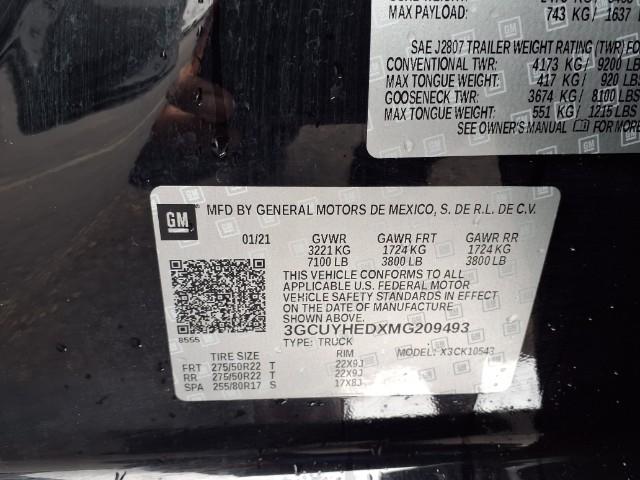 MAX PAYLOAD: 743 KG/ 1637
SAE J2807 TRAILER WEIGHT RATING (TWR) FO
CONVENTIONAL TWR: 4173 KG/ 9200 LB
MAX TONGUE WEIGHT: 417 KG/ 920 LB
GOOSENECK TWR: 3674 KG/ 8100 LBS
MAX TONGUE WEIGHT: 551 KG/ 1215 LBS
SEE OWNER'S MANUAL FOR MORE
GM MFD BY GENERAL MOTORS DE MEXICO, S. DE R.L. DE C.V.
01/21 GVWR GAWR FRT GAWR RR
3221 KG 1724 KG 1724 KG
7100 LB 3800 LB 3800 LB
THIS VEHICLE CONFORMS TO ALL
APPLICABLE U.S. FEDERAL MOTOR
VEHICLE SAFETY STANDARDS IN EFFECT
ON THE DATE OF MANUFACTURE
SHOWN ABOVE.
3GCUYHEDXMG209493
8555 TYPE: TRUCK MODEL: X3CK10543
TIRE SIZE RIM
FRT 275/50R22 T 22X9J
RR 275/50R22 T 22X9J
SPA 255/80R17 S 17X8J